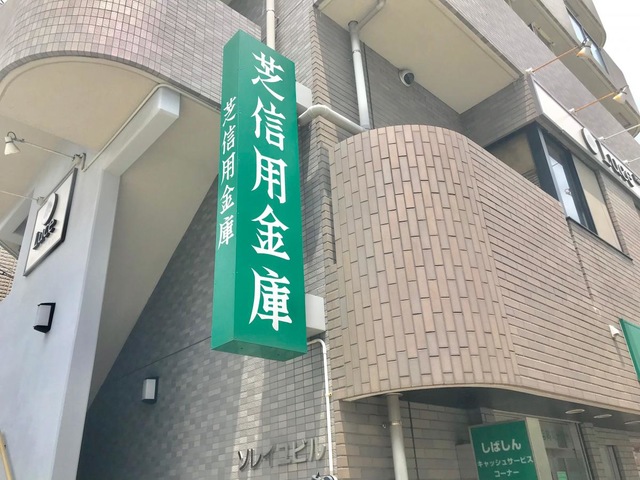 芝信用金庫
芝信用金庫
ソレイユビル
しばしん
キャッシュサービス
コーナー